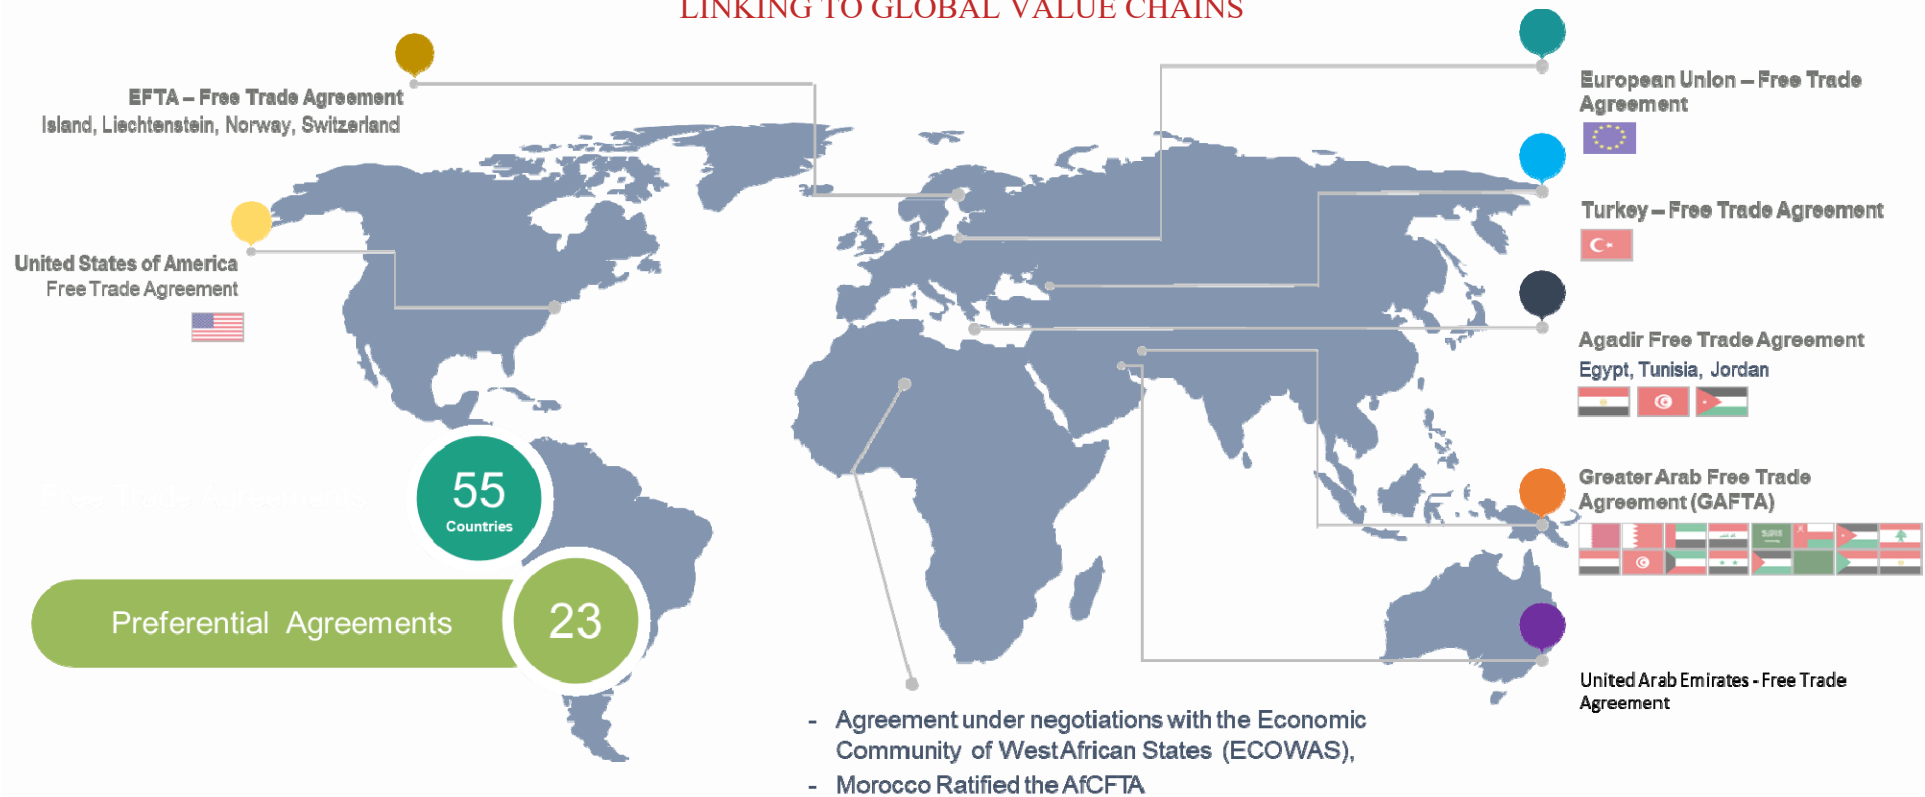 LINKING TO GLOBAL VALUE CHAINS
EFTA – Free Trade Agreement
Island, Liechtenstein, Norway, Switzerland
United States of America
Free Trade Agreement
European Union – Free Trade
Agreement
Turkey – Free Trade Agreement
Agadir Free Trade Agreement
Egypt, Tunisia, Jordan
Greater Arab Free Trade
Agreement (GAFTA)
United Arab Emirates - Free Trade
Agreement
Free Trade Agreements
55
Countries
Preferential Agreements
23
- Agreement under negotiations with the Economic
Community of West African States (ECOWAS),
- Morocco Ratified the AfCFTA